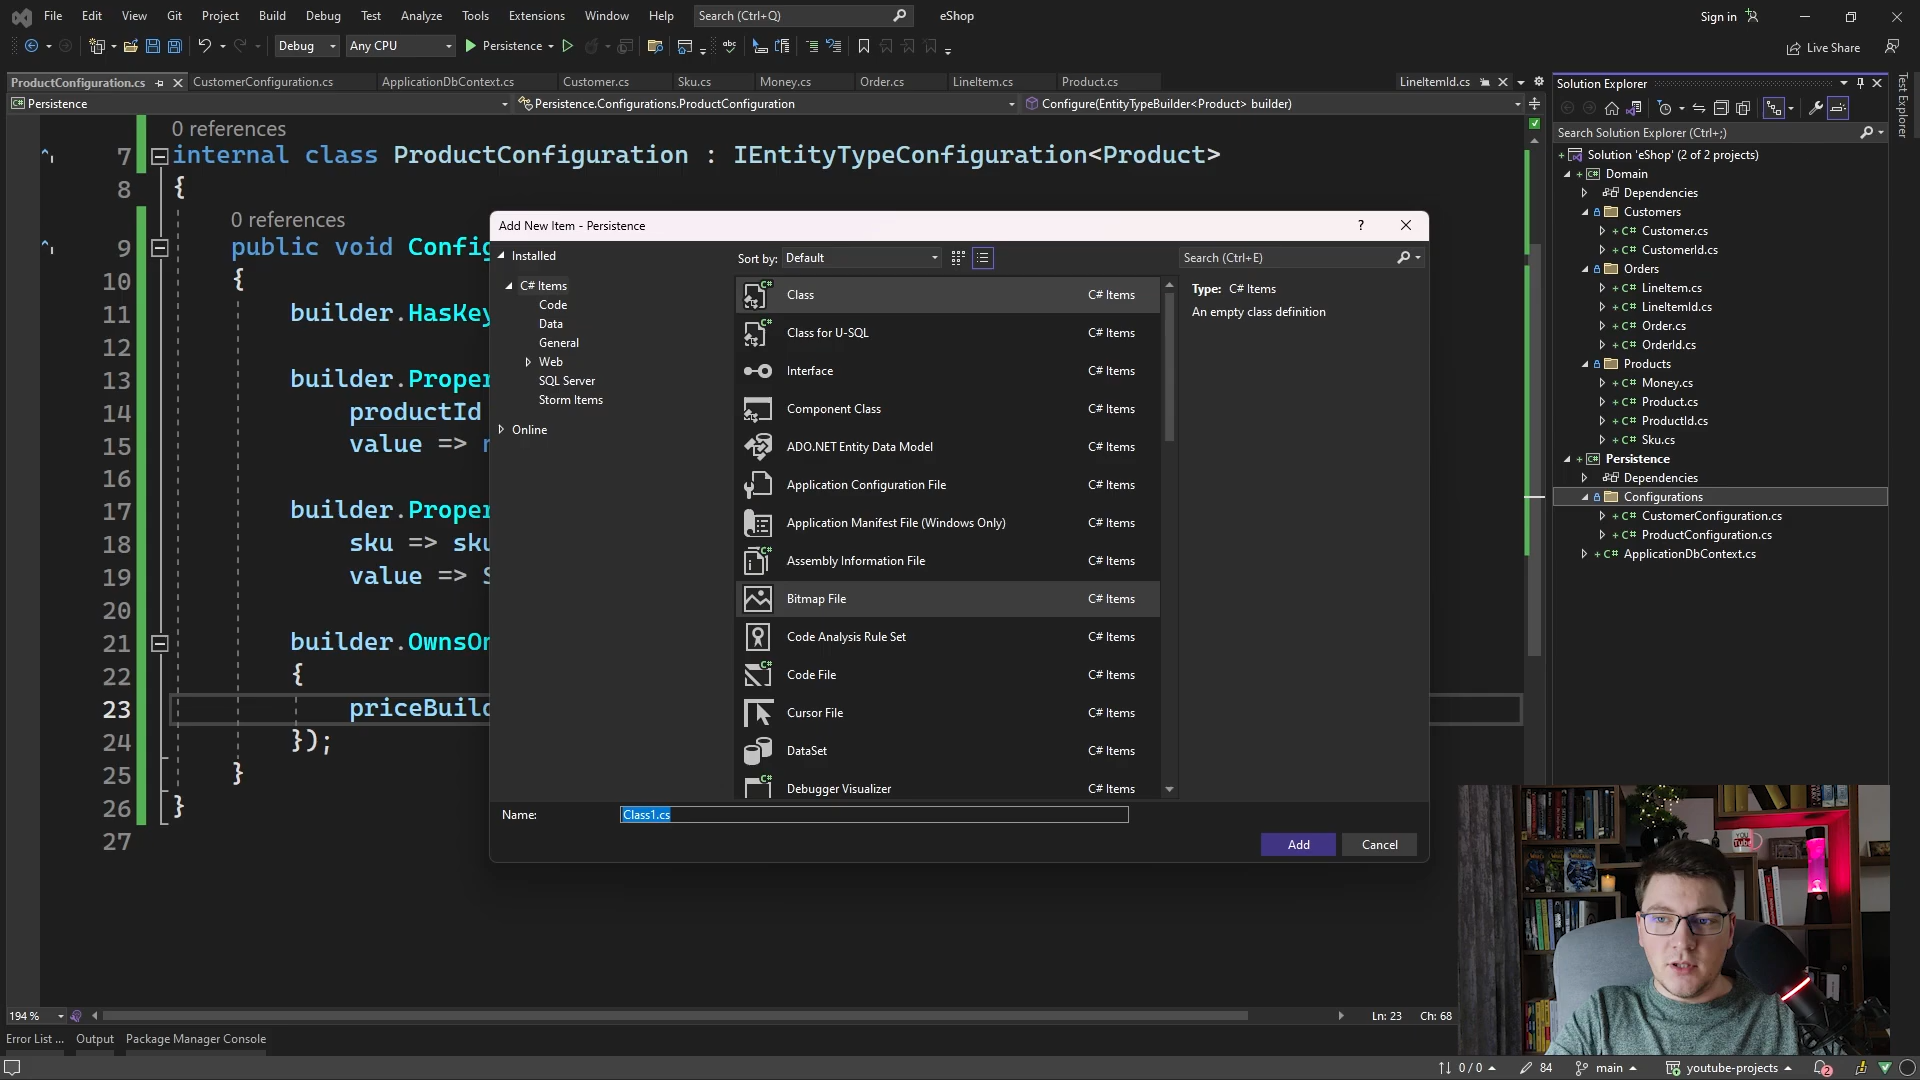 File Edit View Git Project Build Debug Test Analyze Tools Extensions Window Help Search (Ctrl+Q) eShop Sign in
Debug Any CPU Persistence Live Share
ProductConfiguration.cs CustomerConfiguration.cs ApplicationDbContext.cs Customer.cs Sku.cs Money.cs Order.cs LineItem.cs Product.cs LineItemId.cs
Persistence Persistence.Configurations.ProductConfiguration Configure(EntityTypeBuilder<Product> builder)
0 references
7 internal class ProductConfiguration : IEntityTypeConfiguration<Product>
8 {
0 references
9 public void Config
10 {
11 builder.HasKey
12
13 builder.Proper
14 productId
15 value =>
16
17 builder.Proper
18 sku => sku
19 value => S
20
21 builder.OwnsOn
22 {
23 priceBuild
24 });
25 }
26 }
27
Add New Item - Persistence ?
Installed
C# Items
Code
Data
General
Web
SQL Server
Storm Items
Online
Sort by: Default
Search (Ctrl+E)
Class C# Items
Class for U-SQL C# Items
Interface C# Items
Component Class C# Items
ADO.NET Entity Data Model C# Items
Application Configuration File C# Items
Application Manifest File (Windows Only) C# Items
Assembly Information File C# Items
Bitmap File C# Items
Code Analysis Rule Set C# Items
Code File C# Items
Cursor File C# Items
DataSet C# Items
Debugger Visualizer C# Items
Type: C# Items
An empty class definition
Name: Class1.cs
Add Cancel
Solution Explorer
Search Solution Explorer (Ctrl+;)
Solution 'eShop' (2 of 2 projects)
Domain
Dependencies
Customers
Customer.cs
CustomerId.cs
Orders
LineItem.cs
LineItemId.cs
Order.cs
OrderId.cs
Products
Money.cs
Product.cs
ProductId.cs
Sku.cs
Persistence
Dependencies
Configurations
CustomerConfiguration.cs
ProductConfiguration.cs
ApplicationDbContext.cs
Test Explorer
194 % Ln: 23 Ch: 68
Error List ... Output Package Manager Console
0 / 0 84 main youtube-projects 2